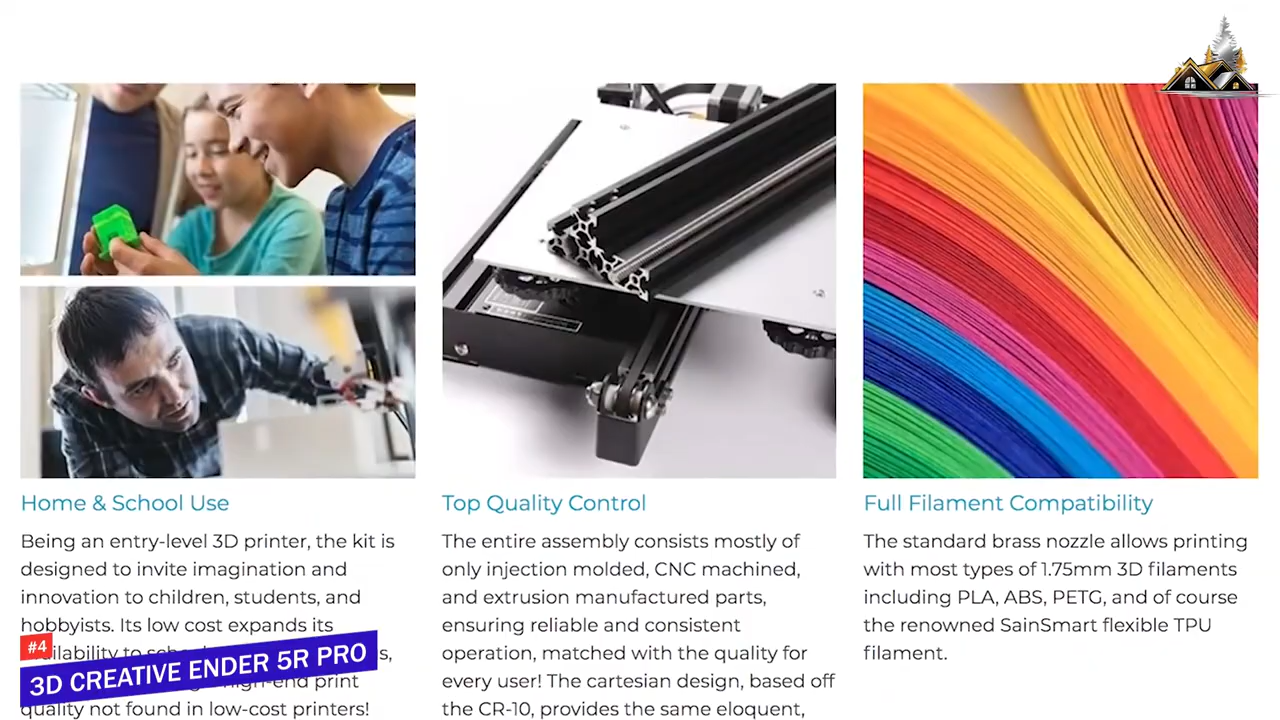 Home & School Use
Being an entry-level 3D printer, the kit is
designed to invite imagination and
innovation to children, students, and
hobbyists. Its low cost expands its
to
print
quality not found in low-cost printers!
Top Quality Control
The entire assembly consists mostly of
only injection molded, CNC machined,
and extrusion manufactured parts,
ensuring reliable and consistent
operation, matched with the quality for
every user! The cartesian design, based off
the CR-10, provides the same eloquent,
Full Filament Compatibility
The standard brass nozzle allows printing
with most types of 1.75mm 3D filaments
including PLA, ABS, PETG, and of course
the renowned SainSmart flexible TPU
filament.
#4
3D CREATIVE ENDER 5R PRO